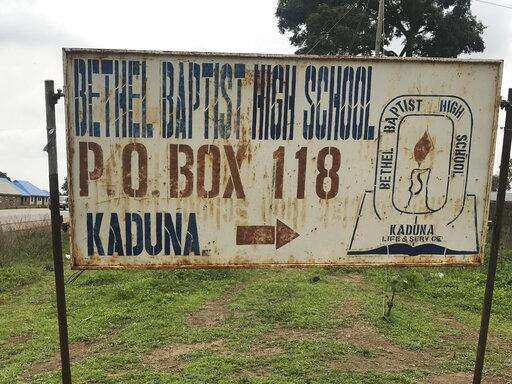 BETHEL BAPTIST HIGH SCHOOL
P.O. BOX 118
KADUNA
BETHEL BAPTIST HIGH SCHOOL
KADUNA
LIFE & SERVICE